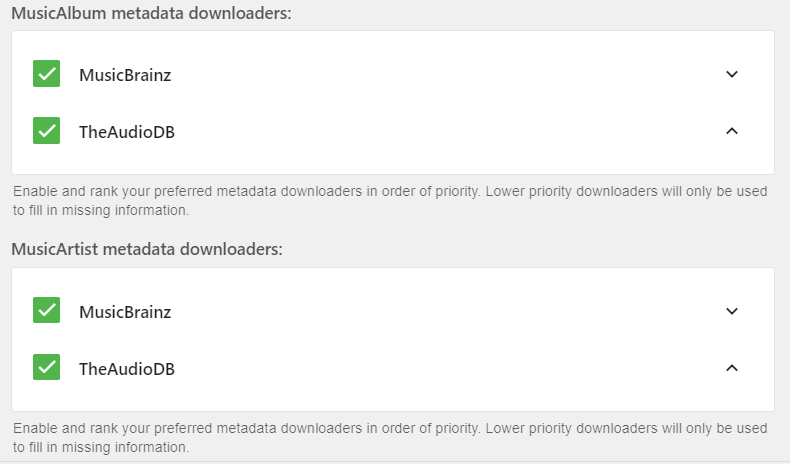 MusicAlbum metadata downloaders:
MusicBrainz
TheAudioDB
Enable and rank your preferred metadata downloaders in order of priority. Lower priority downloaders will only be used
to fill in missing information.
MusicArtist metadata downloaders:
MusicBrainz
TheAudioDB
Enable and rank your preferred metadata downloaders in order of priority. Lower priority downloaders will only be used
to fill in missing information.